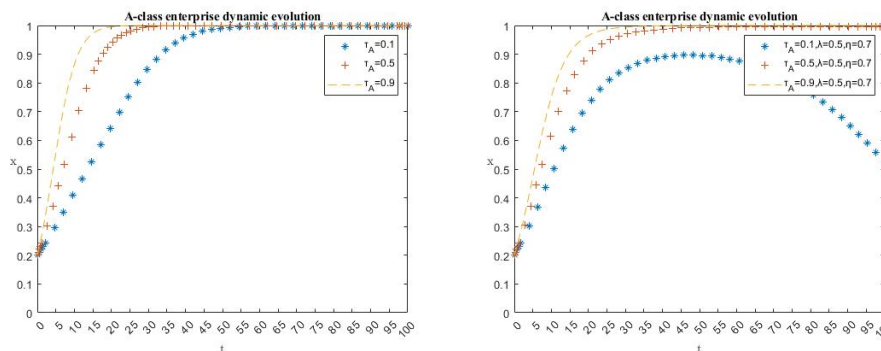 A-class enterprise dynamic evolution
1
0.9
0.8
0.7
0.6
0.5
0.4
0.3
0.2
0.1
0
x
τA=0.1
τA=0.5
τA=0.9
0 5 10 15 20 25 30 35 40 45 50 55 60 65 70 75 80 85 90 95 100
t
A-class enterprise dynamic evolution
1
0.9
0.8
0.7
0.6
0.5
0.4
0.3
0.2
0.1
0
x
τA=0.1,λ=0.5,η=0.7
τA=0.5,λ=0.5,η=0.7
τA=0.9,λ=0.5,η=0.7
0 5 10 15 20 25 30 35 40 45 50 55 60 65 70 75 80 85 90 95 100
t